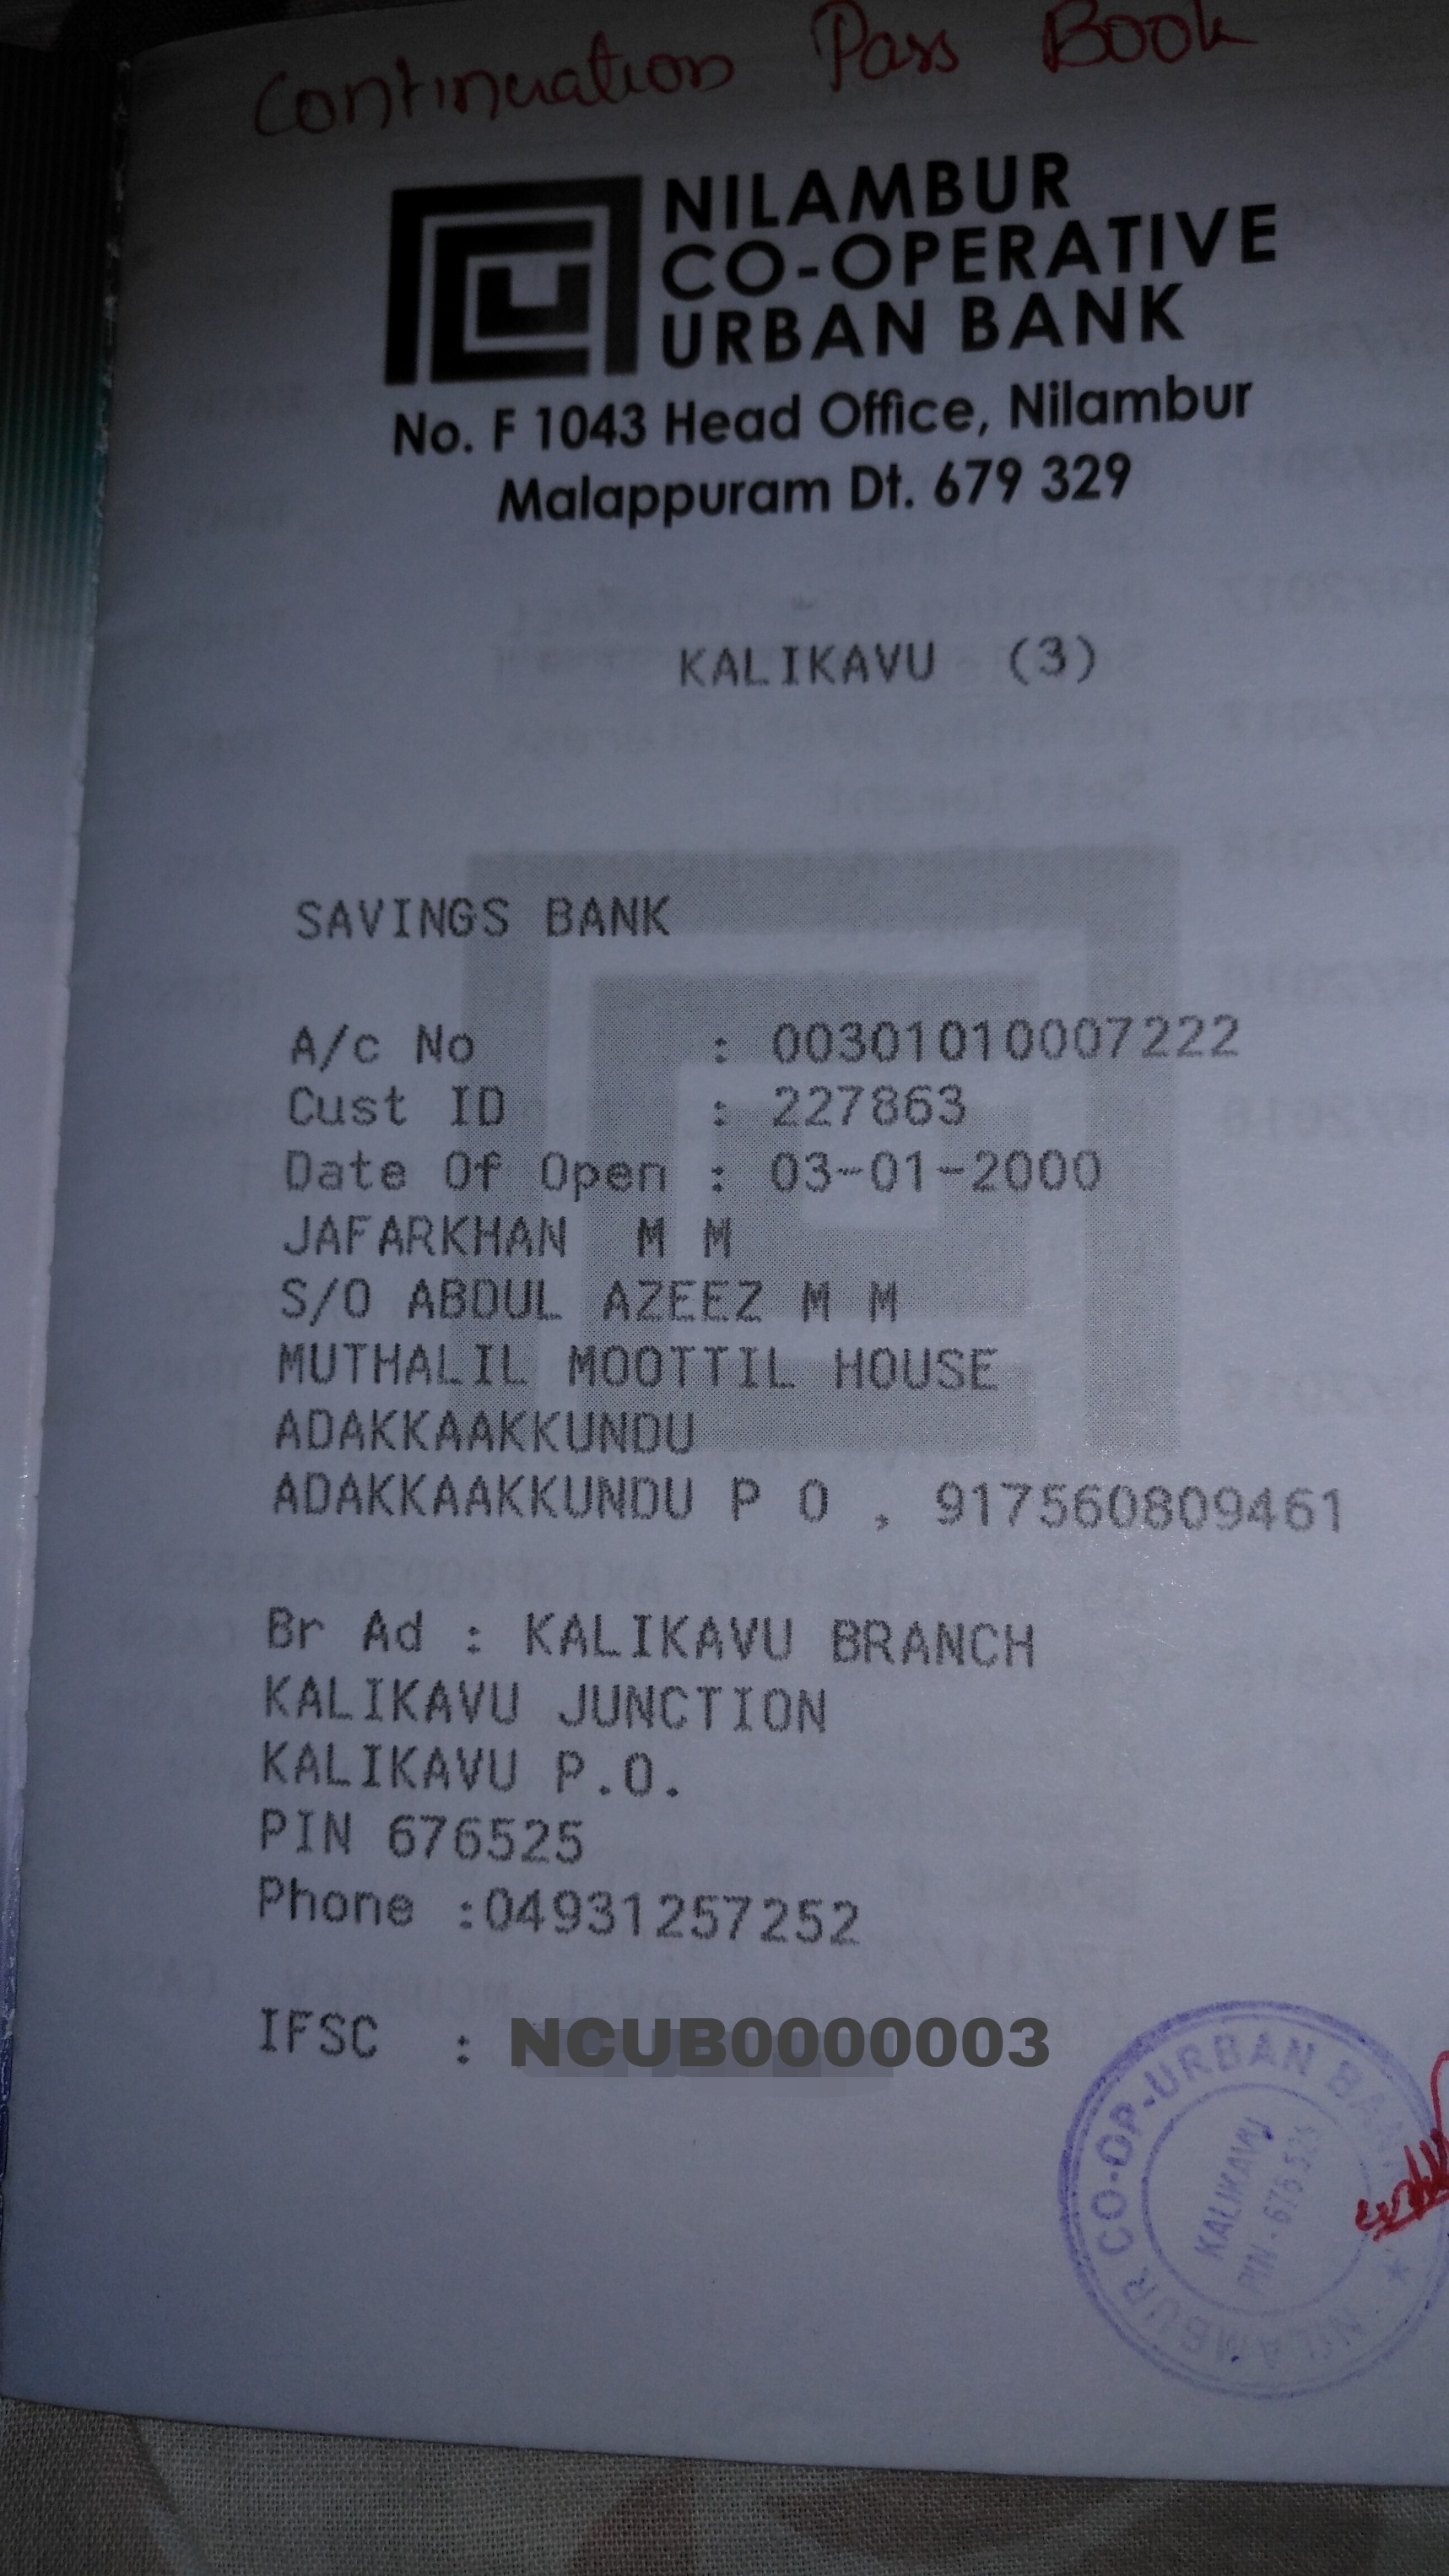 Continuation Pass Book
NILAMBUR
CO-OPERATIVE
URBAN BANK
No. F 1043 Head Office, Nilambur
Malappuram Dt. 679 329
KALIKAVU (3)
SAVINGS BANK
A/c No : 00301010007222
Cust ID : 227863
Date Of Open : 03-01-2000
JAFARKHAN M M
S/O ABDUL AZEEZ M M
MUTHALIL MOOTTIL HOUSE
ADAKKAAKKUNDU
ADAKKAAKKUNDU P O , 917560809461
Br Ad : KALIKAVU BRANCH
KALIKAVU JUNCTION
KALIKAVU P.O.
PIN 676525
Phone :04931257252
IFSC : NCUB0000003
NILAMBUR CO-OP-URBAN BANK
KALIKAVU
PIN - 676 525